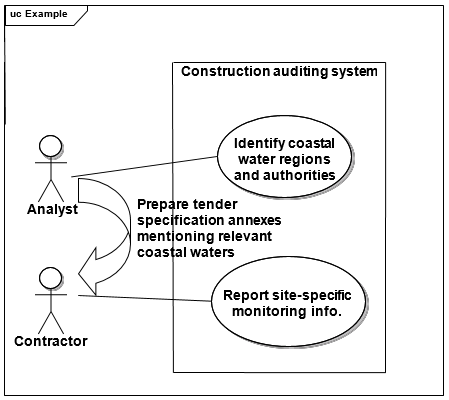 uc Example
Construction auditing system
Identify coastal
water regions
and authorities
Analyst
Prepare tender
specification annexes
mentioning relevant
coastal waters
Report site-specific
monitoring info.
Contractor